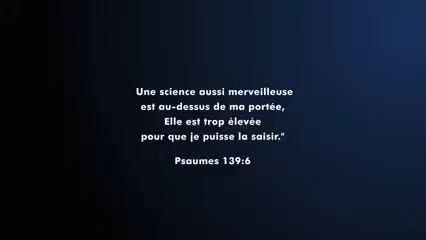 Une science aussi merveilleuse
est au-dessus de ma portée,
Elle est trop élevée
pour que je puisse la saisir."
Psaumes 139:6